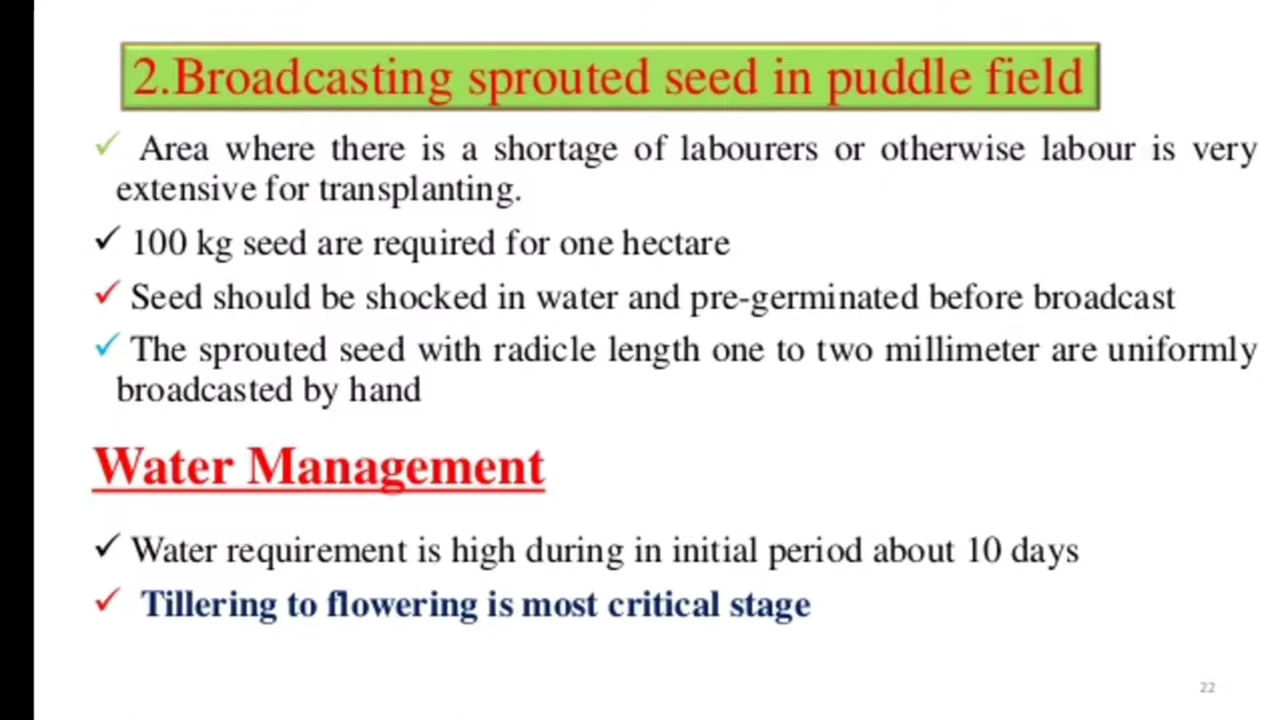 2.Broadcasting sprouted seed in puddle field
✓ Area where there is a shortage of labourers or otherwise labour is very
extensive for transplanting.
✓ 100 kg seed are required for one hectare
✓ Seed should be shocked in water and pre-germinated before broadcast
✓ The sprouted seed with radicle length one to two millimeter are uniformly
broadcasted by hand
Water Management
✓ Water requirement is high during in initial period about 10 days
✓ Tillering to flowering is most critical stage
22